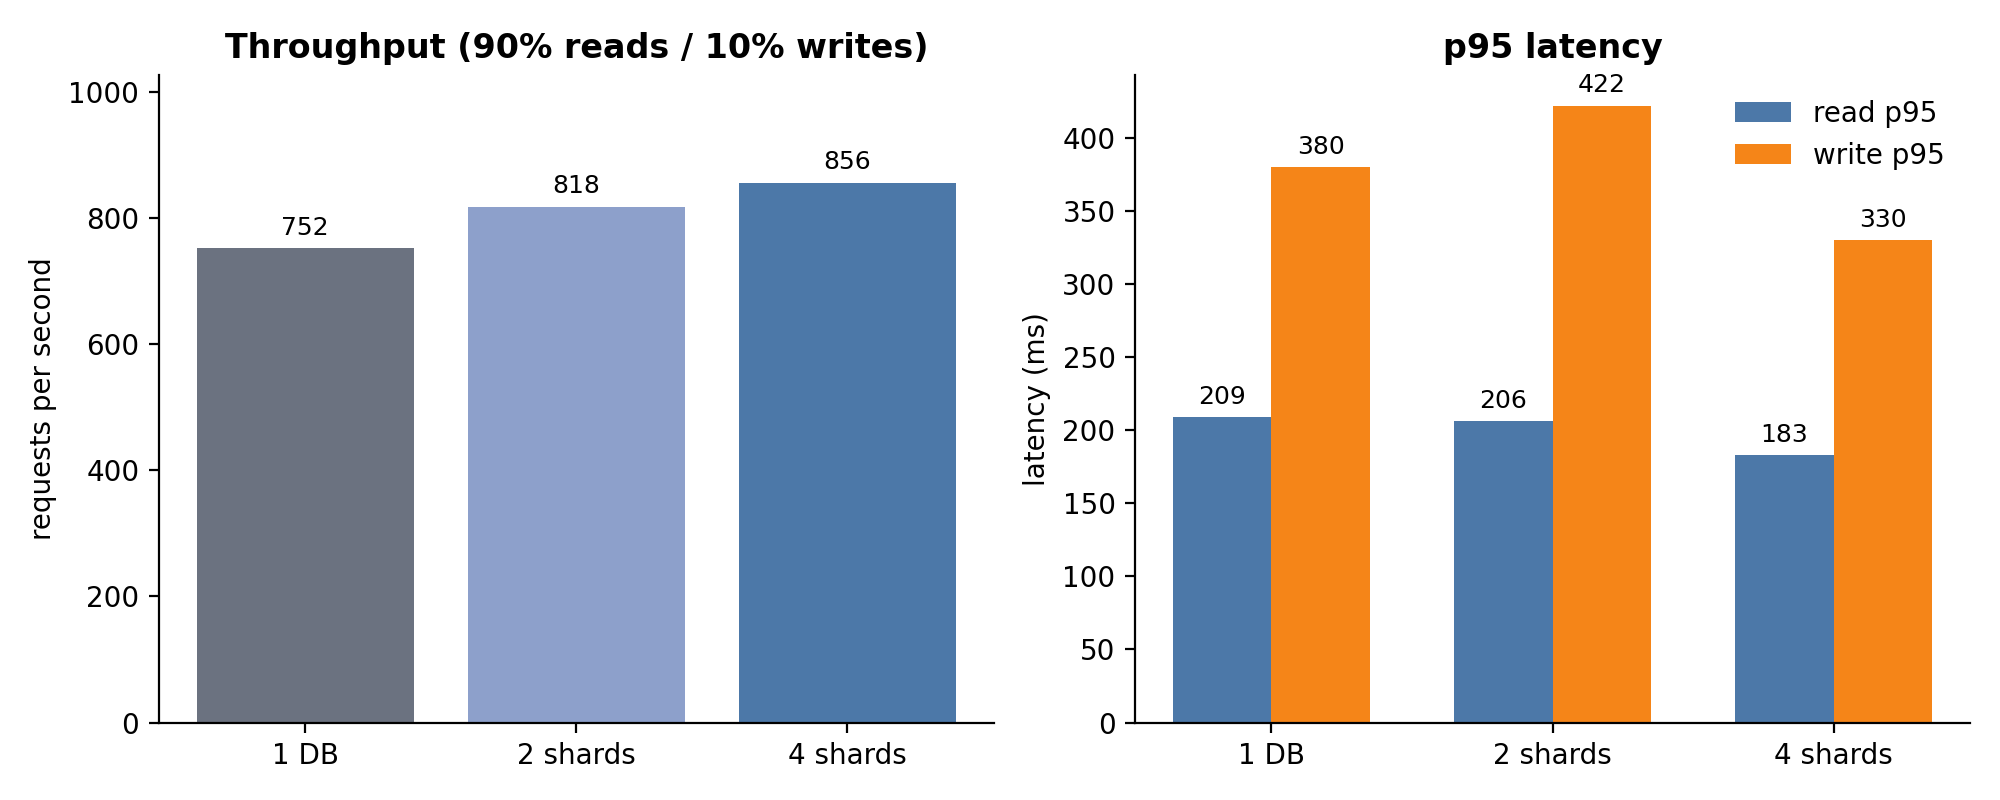 Throughput (90% reads / 10% writes)
requests per second
1000
800
600
400
200
0
752
818
856
1 DB
2 shards
4 shards
p95 latency
latency (ms)
400
350
300
250
200
150
100
50
0
209
380
206
422
183
330
read p95
write p95
1 DB
2 shards
4 shards